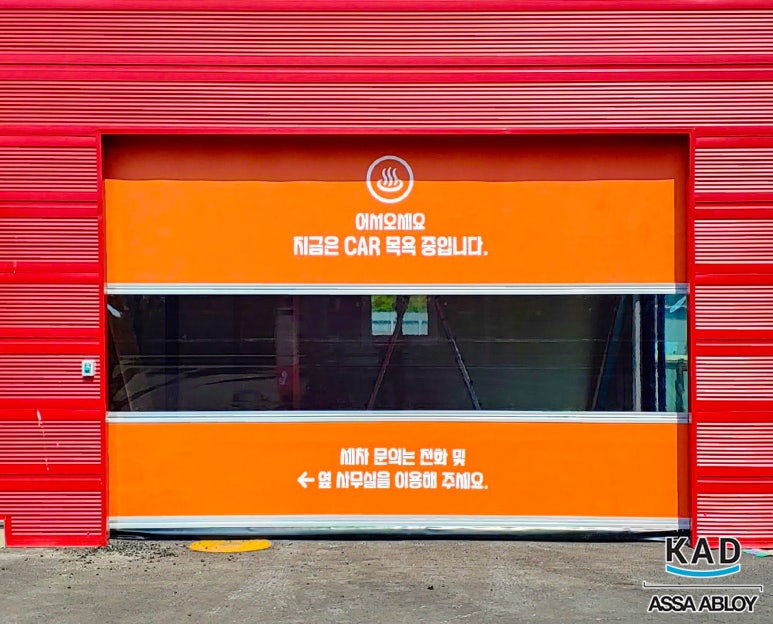 어서오세요
지금은 CAR 목욕 중입니다.
세차 문의는 전화 및
← 옆 사무실을 이용해 주세요.
KAD
ASSA ABLOY